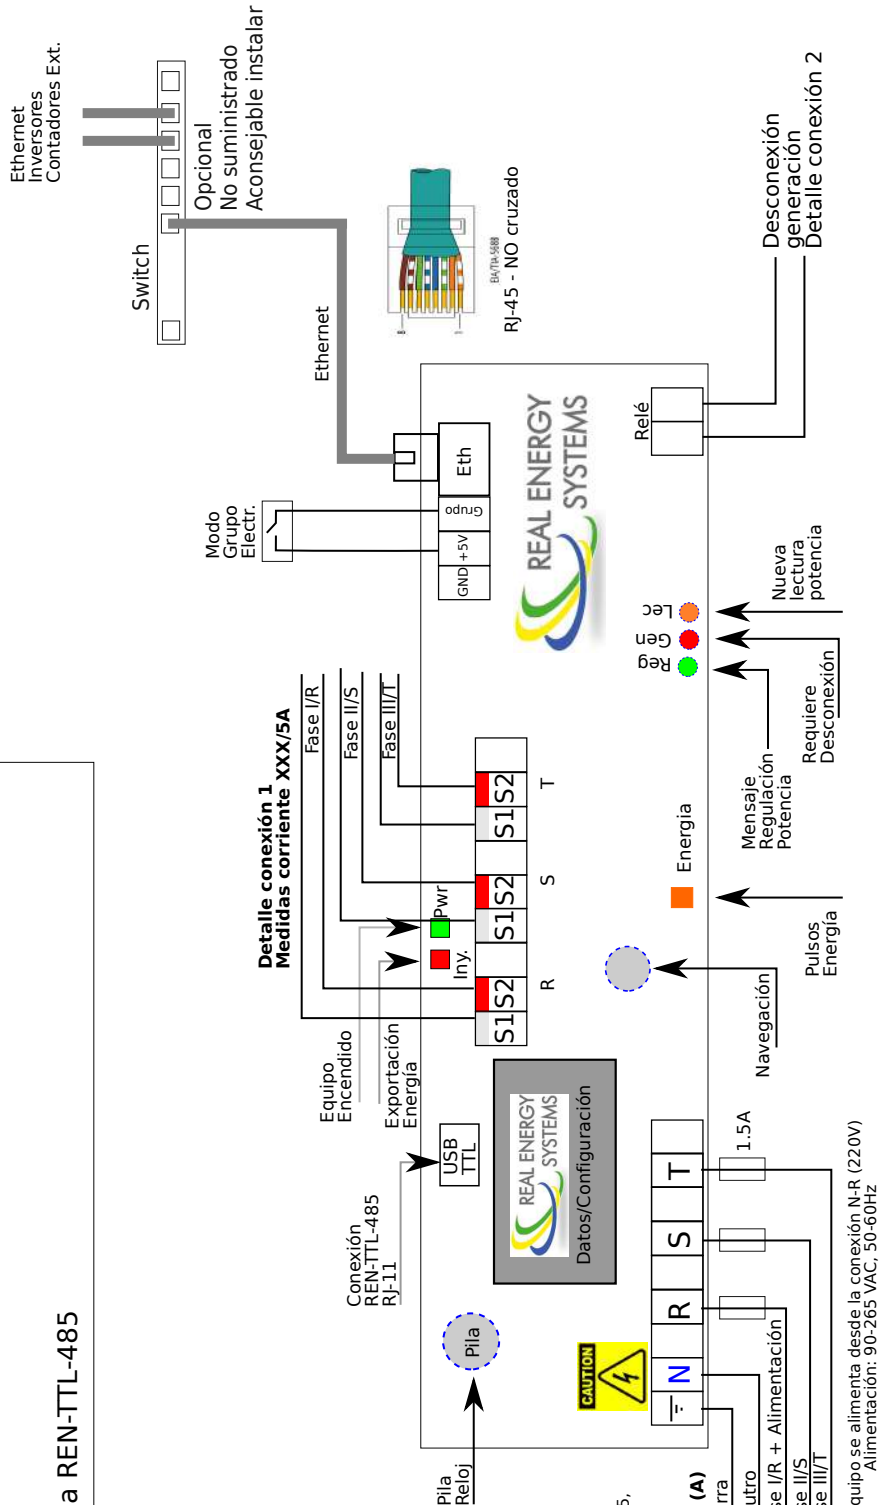 a REN-TTL-485
Ethernet
Inversores
Contadores Ext.
Switch
Opcional
No suministrado
Aconsejable instalar
Ethernet
EIA/TIA-568B
RJ-45 - NO cruzado
Modo
Grupo
Electr.
GND
+5V
Grupo
Eth
REAL ENERGY
SYSTEMS
Relé
Desconexión
generación
Detalle conexión 2
Detalle conexión 1
Medidas corriente XXX/5A
Fase I/R
Fase II/S
Fase III/T
S1 S2
S1 S2
S1 S2
R
S
T
Iny.
Pwr
Equipo
Encendido
Exportación
Energía
Reg
Gen
Lec
Nueva
lectura
potencia
Requiere
Desconexión
Mensaje
Regulación
Potencia
Energia
Pulsos
Energía
Navegación
USB
TTL
Conexión
REN-TTL-485
RJ-11
REAL ENERGY
SYSTEMS
Datos/Configuración
Pila
Pila
Reloj
CAUTION
N
R
S
T
1.5A
(A)
rra
utro
se I/R + Alimentación
se II/S
se III/T
quipo se alimenta desde la conexión N-R (220V)
Alimentación: 90-265 VAC, 50-60Hz